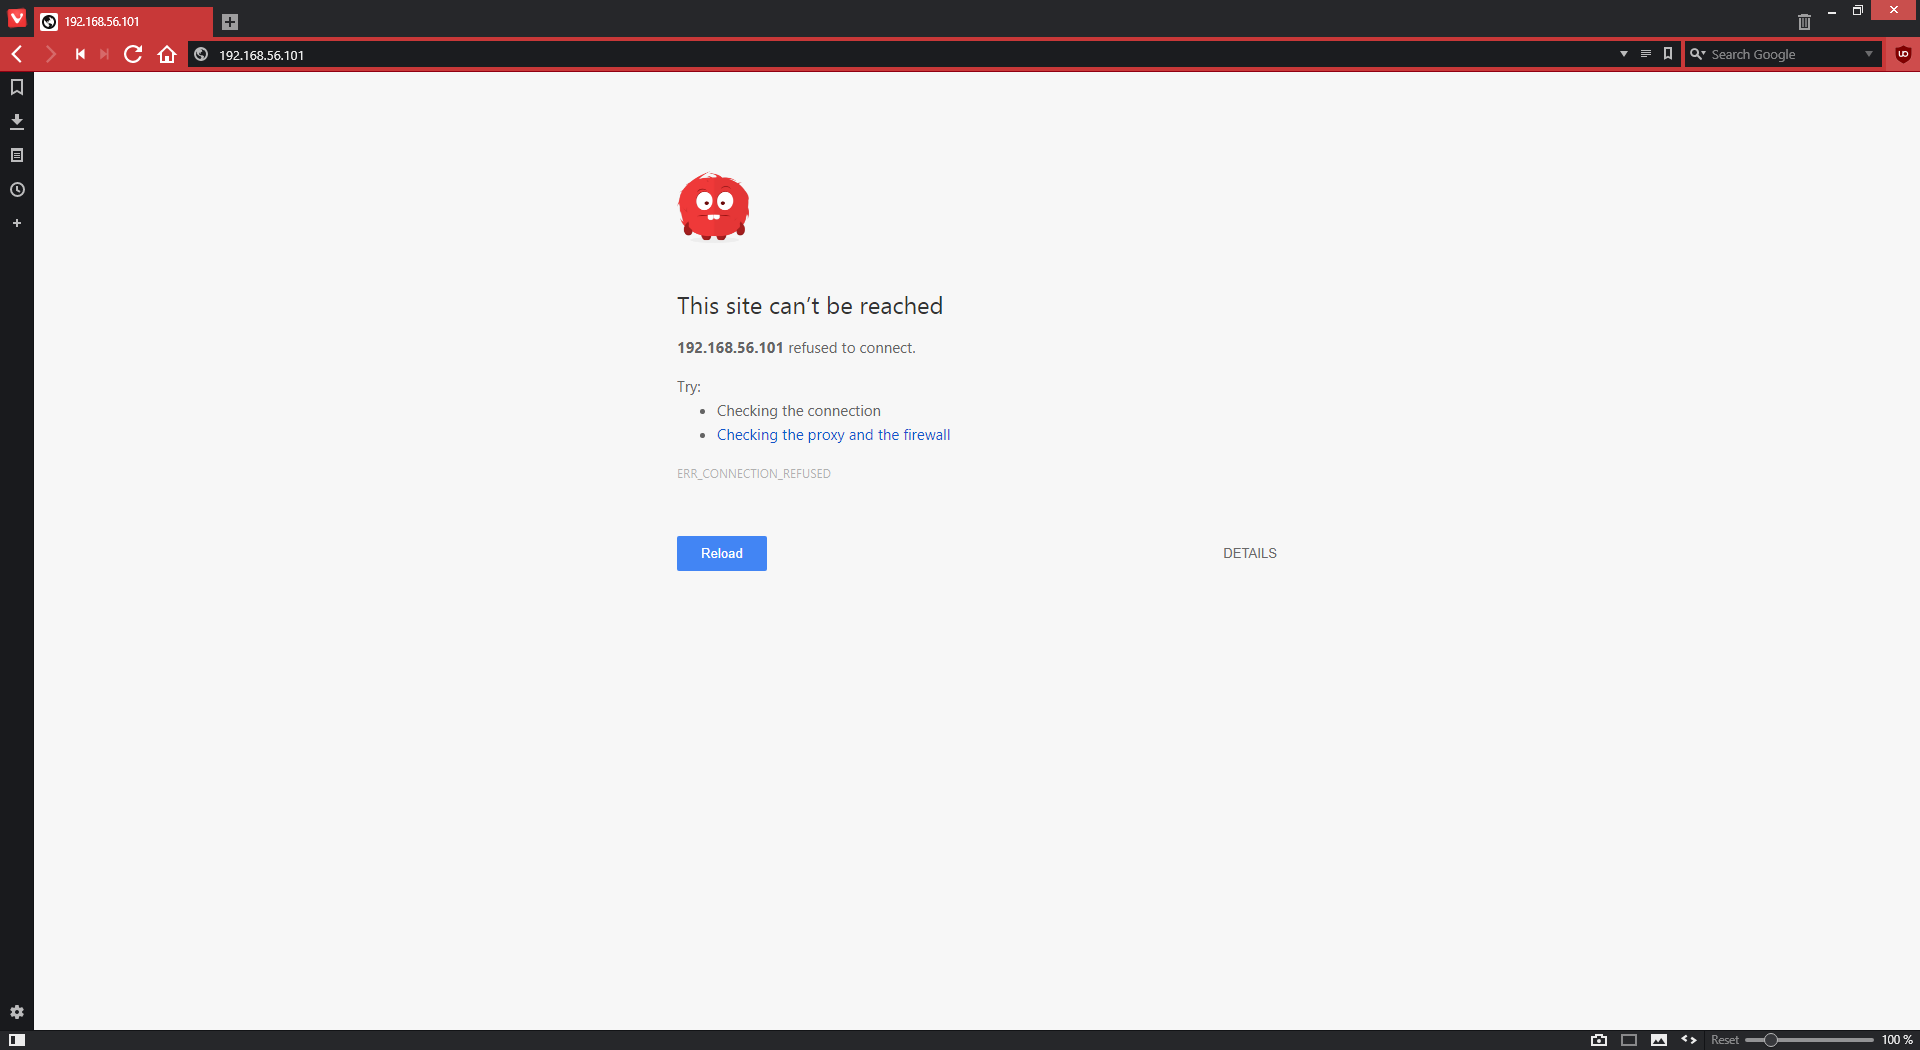 192.168.56.101
192.168.56.101
Search Google
This site can’t be reached
192.168.56.101 refused to connect.
Try:
Checking the connection
Checking the proxy and the firewall
ERR_CONNECTION_REFUSED
Reload
DETAILS
Reset
100 %